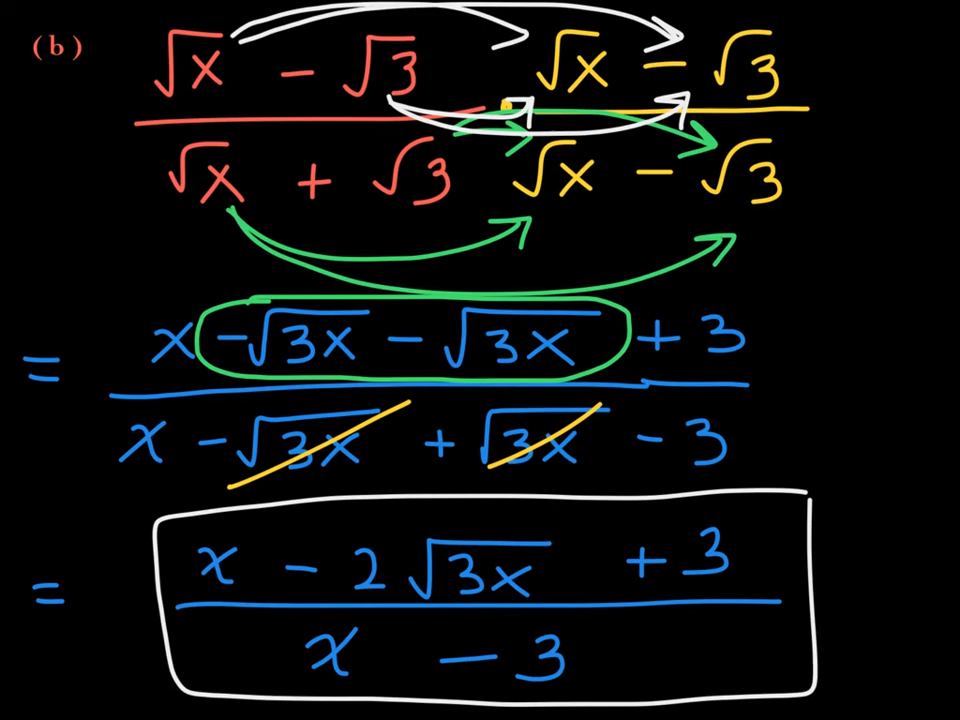 (b)
√x − √3 √x = √3
√x + √3 √x − √3
= x − √3x − √3x + 3
x − √3x + √3x − 3
= x − 2√3x + 3
x − 3